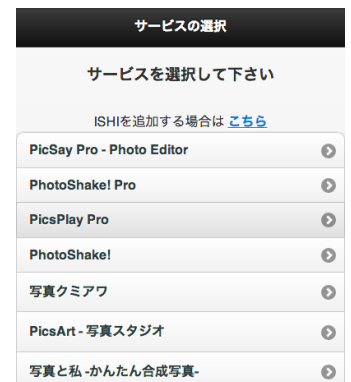 サービスの選択
サービスを選択して下さい
ISHIを追加する場合は こちら
PicSay Pro - Photo Editor
PhotoShake! Pro
PicsPlay Pro
PhotoShake!
写真クミアワ
PicsArt - 写真スタジオ
写真と私 -かんたん合成写真-